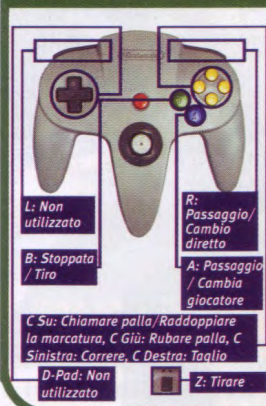 L: Non
utilizzato
R:
Passaggio/
Cambio
diretto
B: Stoppata
/ Tiro
A: Passaggio
/ Cambia
giocatore
C Su: Chiamare palla/Raddoppiare
la marcatura, C Giù: Rubare palla, C
Sinistra: Correre, C Destra: Taglio
D-Pad: Non
utilizzato
Z: Tirare